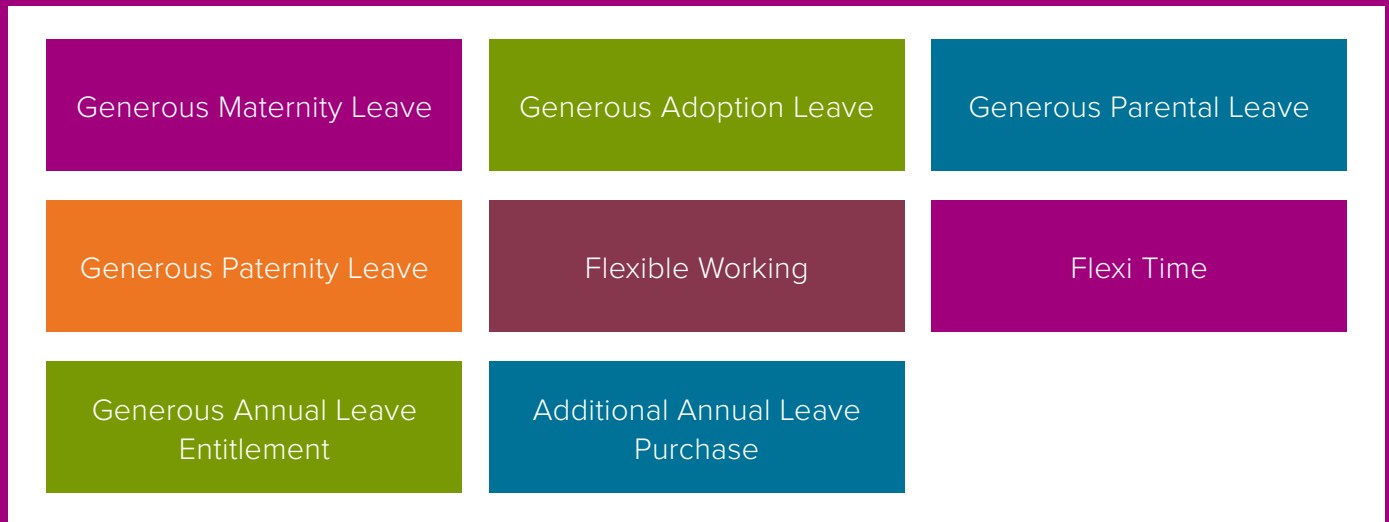 Generous Maternity Leave
Generous Adoption Leave
Generous Parental Leave
Generous Paternity Leave
Flexible Working
Flexi Time
Generous Annual Leave
Entitlement
Additional Annual Leave
Purchase